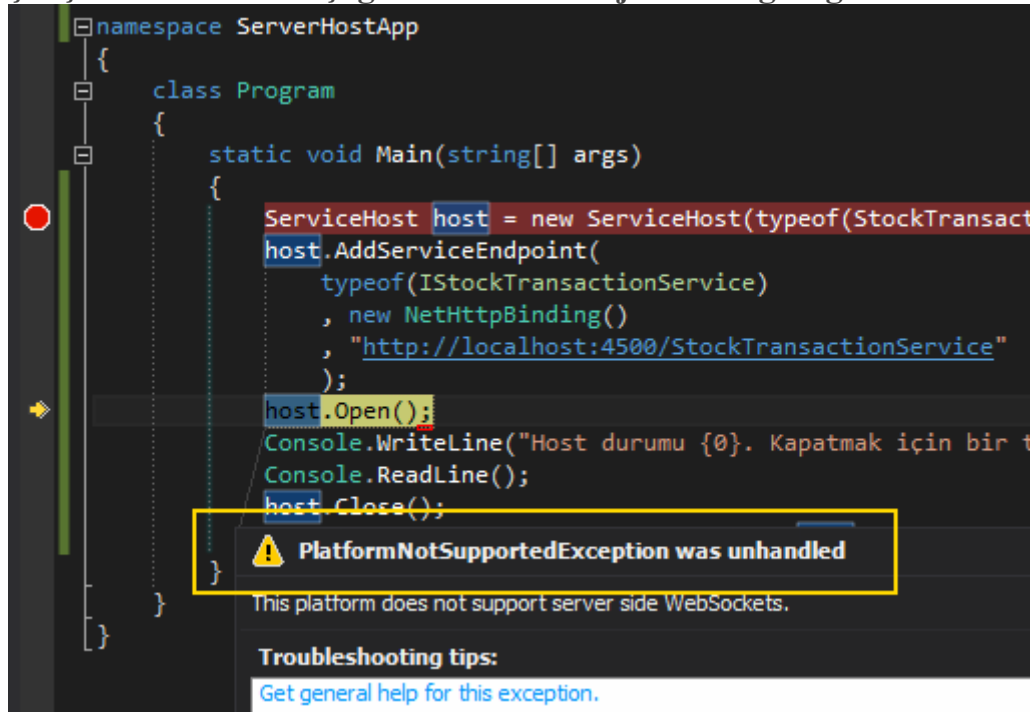 namespace ServerHostApp
{
class Program
{
static void Main(string[] args)
{
ServiceHost host = new ServiceHost(typeof(StockTransact
host.AddServiceEndpoint(
typeof(IStockTransactionService)
, new NetHttpBinding()
, "http://localhost:4500/StockTransactionService"
);
host.Open();
Console.WriteLine("Host durumu {0}. Kapatmak için bir t
Console.ReadLine();
host.Close();
PlatformNotSupportedException was unhandled
}
This platform does not support server side WebSockets.
}
}
Troubleshooting tips:
Get general help for this exception.